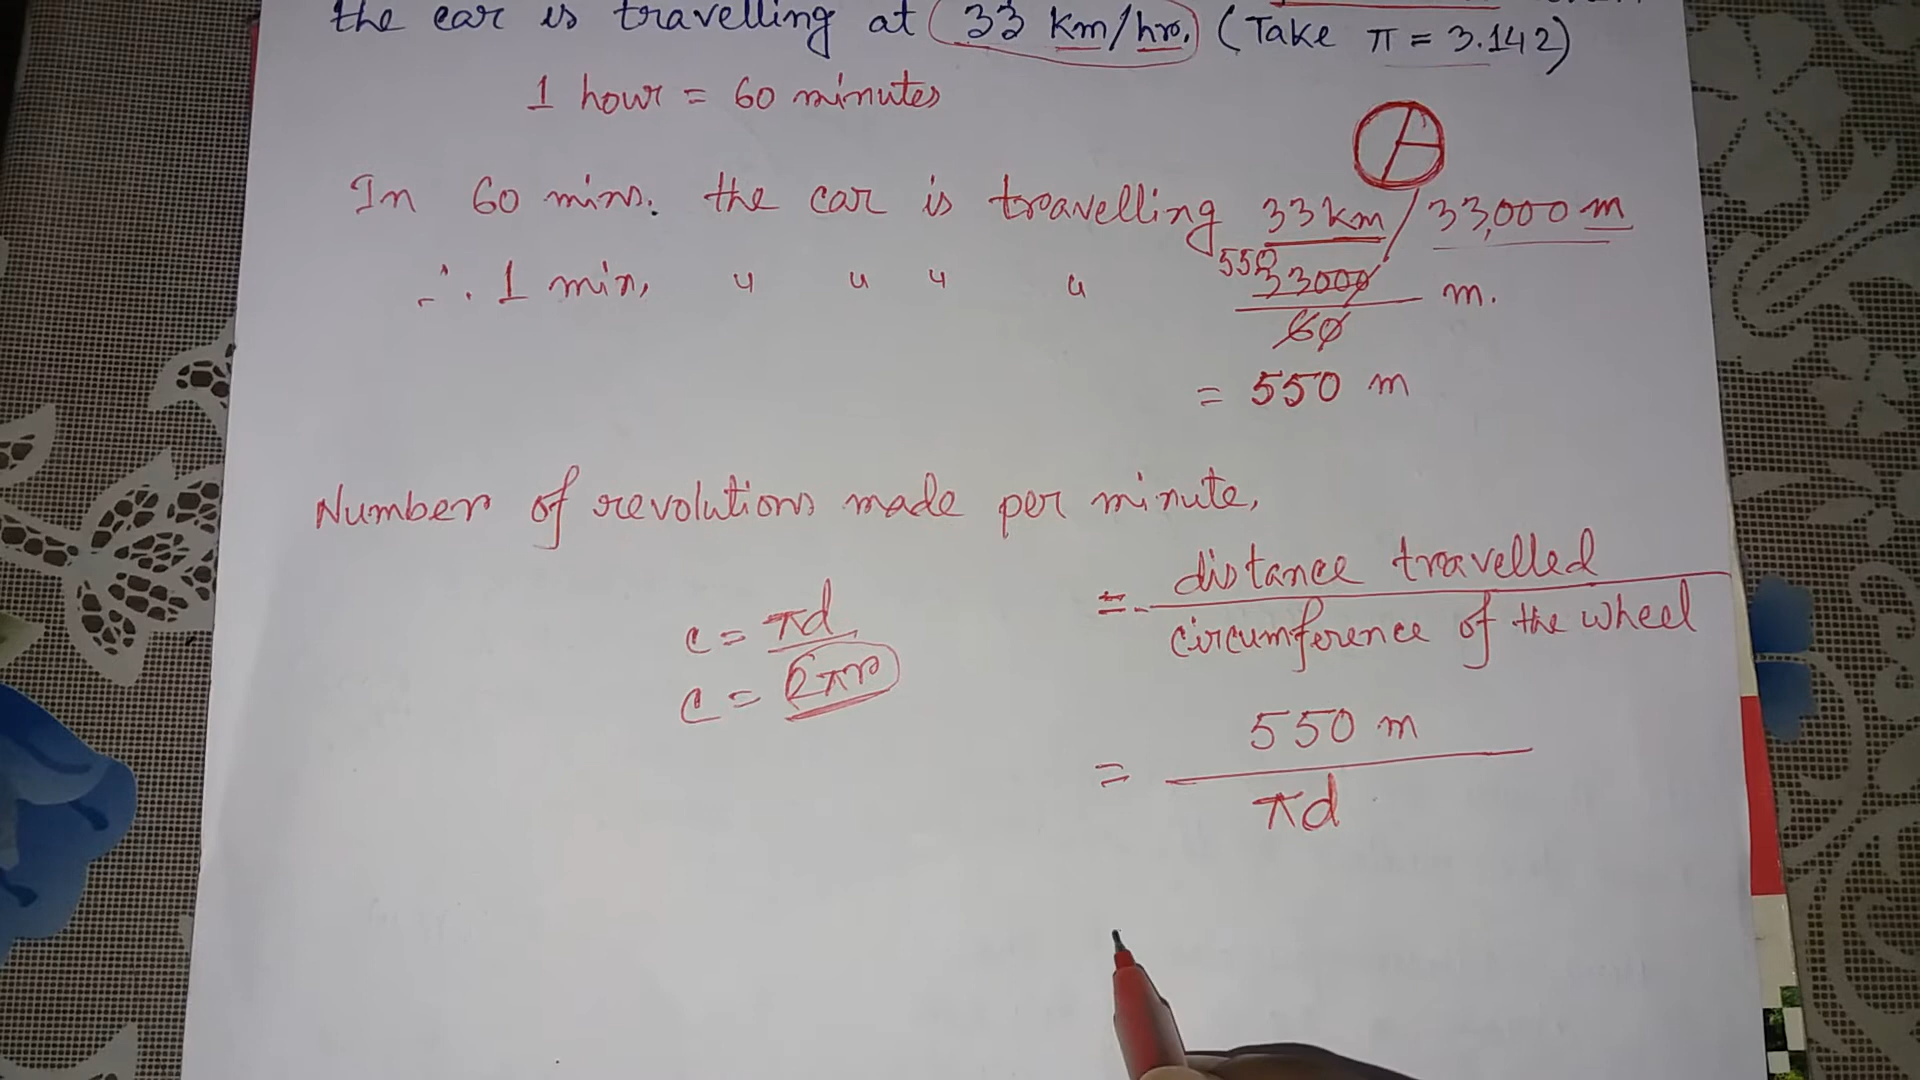 the car is travelling at 33 km/hr. (Take π = 3.142)
1 hour = 60 minutes
In 60 mins. the car is travelling 33 km / 33,000 m
∴ 1 min, " " " " 33000/60 m.
550
= 550 m
Number of revolutions made per minute,
= distance travelled / circumference of the wheel
c = πd
c = 2πr
= 550 m / πd